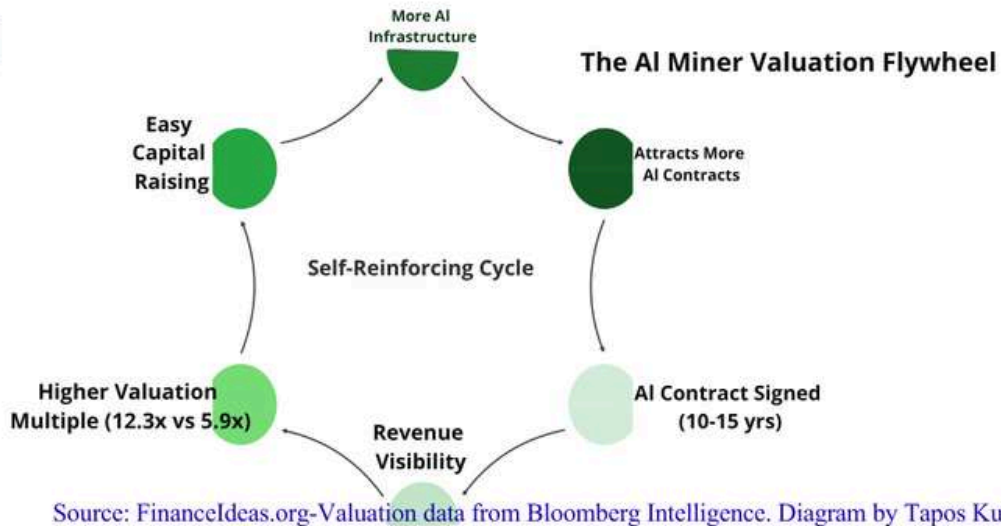 More AI
Infrastructure
The AI Miner Valuation Flywheel
Easy
Capital
Raising
Attracts More
AI Contracts
Self-Reinforcing Cycle
Higher Valuation
Multiple (12.3x vs 5.9x)
Revenue
Visibility
AI Contract Signed
(10-15 yrs)
Source: FinanceIdeas.org-Valuation data from Bloomberg Intelligence. Diagram by Tapos Ku